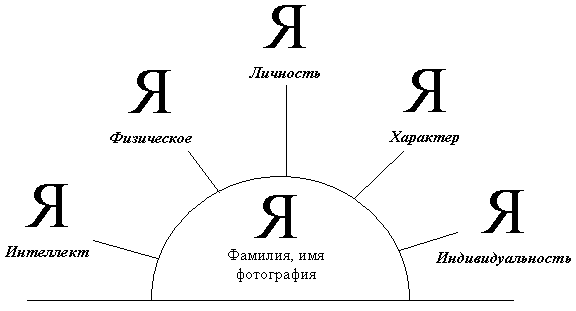 Я
Личность
Я
Физическое
Я
Характер
Я
Интеллект
Я
Фамилия, имя
фотография
Я
Индивидуальность